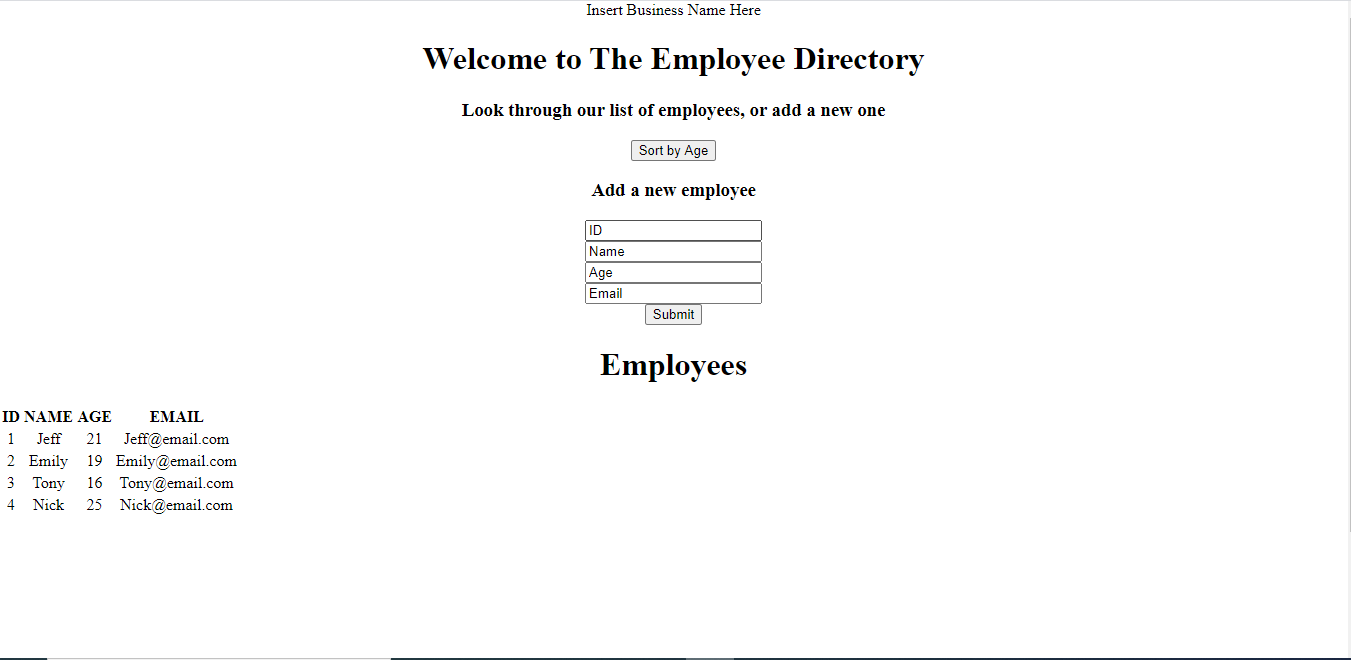 Insert Business Name Here
Welcome to The Employee Directory
Look through our list of employees, or add a new one
Sort by Age
Add a new employee
ID
Name
Age
Email
Submit
Employees
ID NAME AGE EMAIL
1 Jeff 21 Jeff@email.com
2 Emily 19 Emily@email.com
3 Tony 16 Tony@email.com
4 Nick 25 Nick@email.com